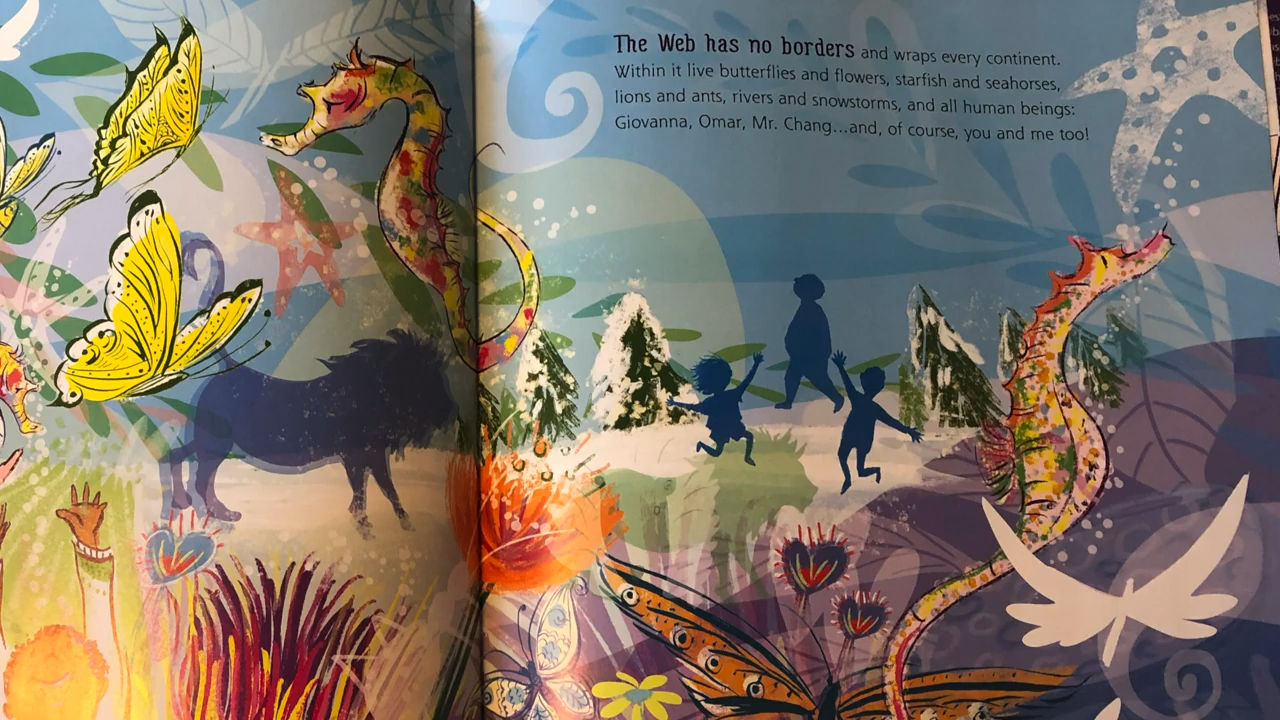 The Web has no borders and wraps every continent.
Within it live butterflies and flowers, starfish and seahorses,
lions and ants, rivers and snowstorms, and all human beings:
Giovanna, Omar, Mr. Chang...and, of course, you and me too!